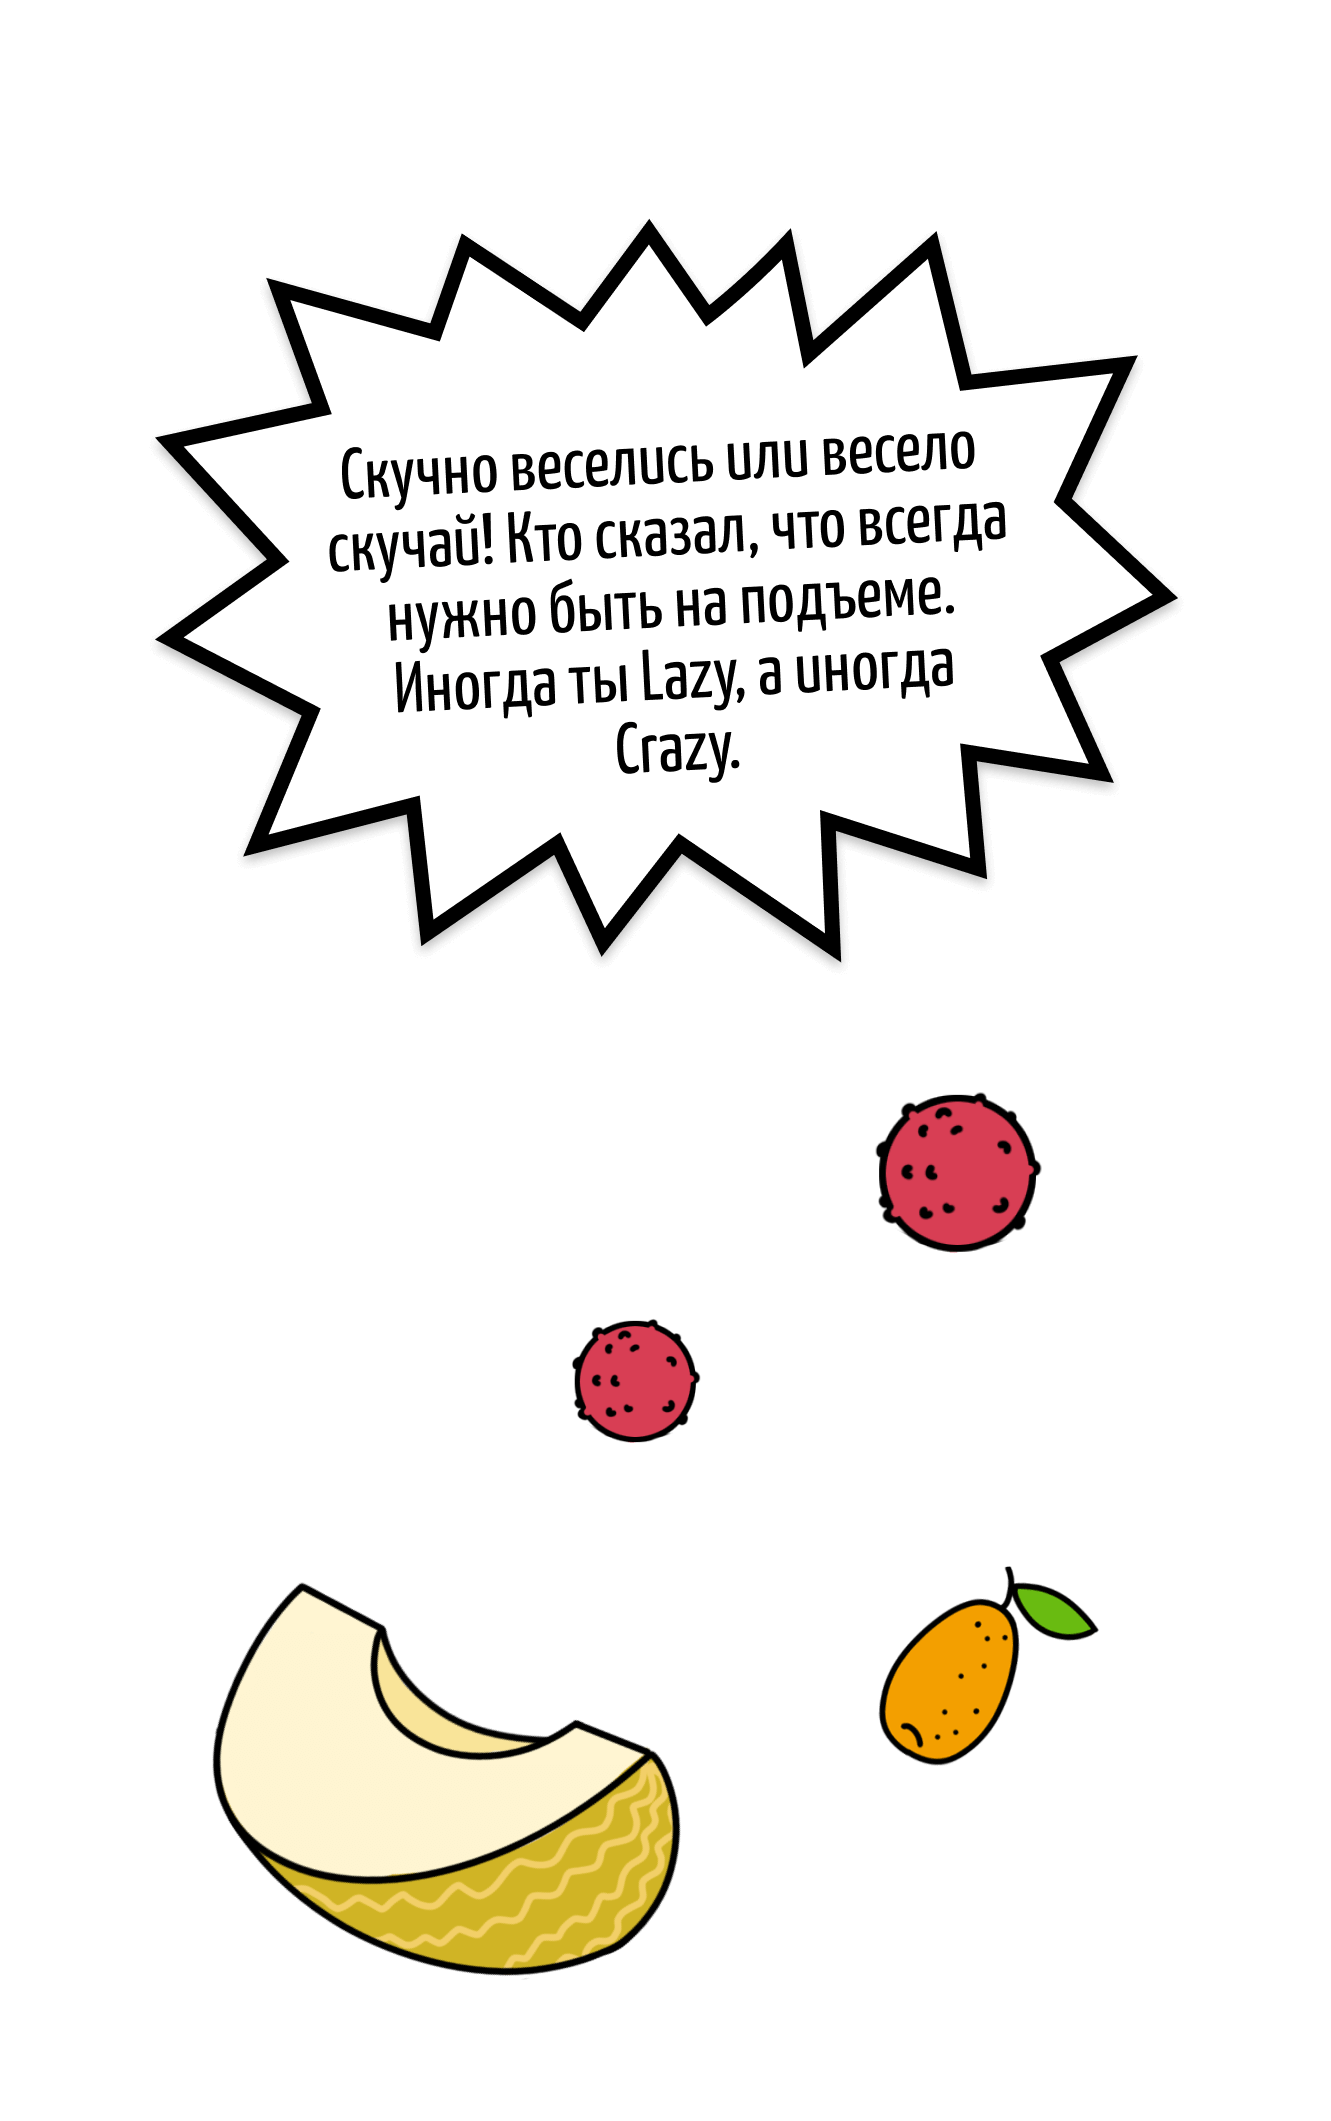 Скучно веселись или весело
скучай! Кто сказал, что всегда
нужно быть на подъеме.
Иногда ты Lazy, а иногда
Crazy.